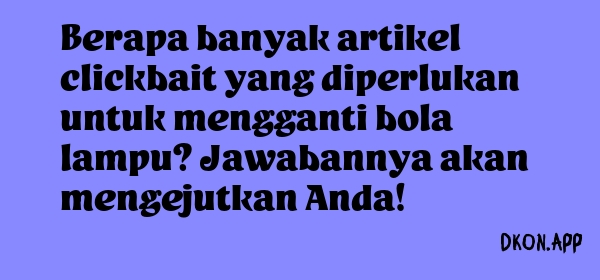 Berapa banyak artikel
clickbait yang diperlukan
untuk mengganti bola
lampu? Jawabannya akan
mengejutkan Anda!
DKON.APP